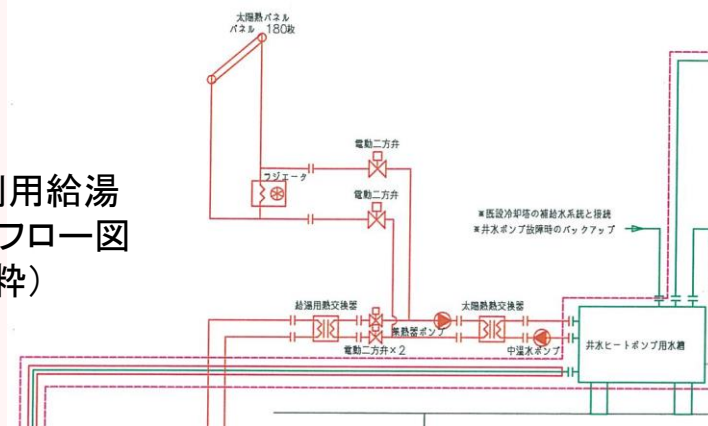 太陽熱パネル
パネル 180枚
電動二方弁
ラジエータ
電動二方弁
用給湯
フロー図
粋）
※既設冷却塔の補給水系統と接続
※井水ポンプ故障時のバックアップ
給湯用熱交換器
太陽熱熱交換器
集熱器ポンプ
電動二方弁×2
中温水ポンプ
井水ヒートポンプ用水槽